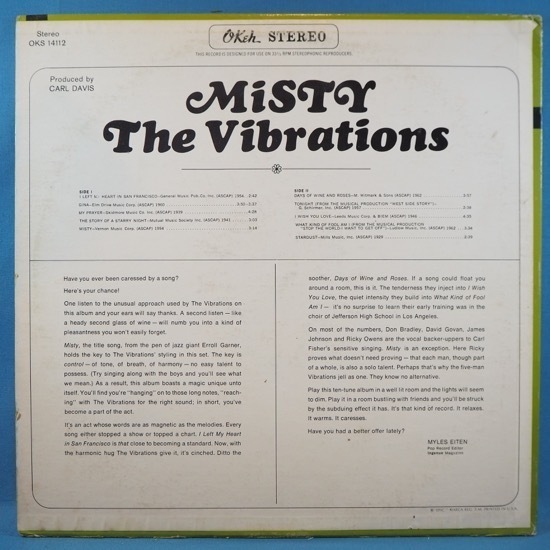 Stereo
OKS 14112
OKeh STEREO
THIS RECORD IS DESIGNED FOR USE ON 33⅓ RPM STEREOPHONIC REPRODUCERS.
Produced by
CARL DAVIS
MiSTY
The Vibrations
SIDE I
I LEFT MY HEART IN SAN FRANCISCO—General Music Pub. Co. Inc. (ASCAP) 1954 2:42
GINA—Elm Drive Music Corp. (ASCAP) 1960
MY PRAYER—Skidmore Music Co. Inc. (ASCAP) 1939 4:28
THE STORY OF A STARRY NIGHT—Mutual Music Society Inc. (ASCAP) 1941 3:03
MISTY—Vernon Music Corp. (ASCAP) 1954 3:19
SIDE II
DAYS OF WINE AND ROSES—M. Witmark & Sons (ASCAP) 1962 3:01
TONIGHT (FROM THE MUSICAL PRODUCTION "WEST SIDE STORY")—
G. Schirmer, Inc. (ASCAP) 1957
I WISH YOU LOVE—Leeds Music Corp. & BIEM (ASCAP) 1946
WHAT KIND OF FOOL AM I (FROM THE MUSICAL PRODUCTION
"STOP THE WORLD—I WANT TO GET OFF")—Ludlow Music, Inc. (ASCAP) 1962
STARDUST—Mills Music, Inc. (ASCAP) 1929
Have you ever been caressed by a song?
Here's your chance!
One listen to the unusual approach used by The Vibrations on
this album and your ears will say thanks. A second listen — like
a heady second glass of wine — will numb you into a kind of
pleasantness you won't easily forget.
Misty, the title song, from the pen of jazz giant Erroll Garner,
holds the key to The Vibrations' styling in this set. The key is
control — of tone, of breath, of harmony — no easy talent to
possess. (Try singing along with the boys and you'll see what
we mean.) As a result, this album boasts a magic unique unto
itself. You'll find you're "hanging" on to those long notes, "reach-
ing" with The Vibrations for the right sound; in short, you've
become a part of the act.
It's an act whose words are as magnetic as the melodies. Every
song either stopped a show or topped a chart. I Left My Heart
in San Francisco is that close to becoming a standard. Now, with
the harmonic hug The Vibrations give it, it's cinched. Ditto the
soother, Days of Wine and Roses. If a song could float you
around a room, this is it. The tenderness they inject into I Wish
You Love, the quiet intensity they build into What Kind of Fool
Am I — it's no surprise to learn their early training was in the
choir of Jefferson High School in Los Angeles.
On most of the numbers, Don Bradley, David Govan, James
Johnson and Ricky Owens are the vocal backer-uppers to Carl
Fisher's sensitive singing. Misty is an exception. Here Ricky
proves what doesn't need proving — that each man, though part
of a whole, is also a solo talent. Perhaps that's why the five-man
Vibrations jell as one. They know no alternative.
Play this ten-tune album in a well lit room and the lights will seem
to dim. Play it in a room bustling with friends and you'll be struck
by the subduing effect it has. It's that kind of record. It relaxes.
It warms. It caresses.
Have you had a better offer lately?
MYLES EITEN
Pop Record Editor
Magazine